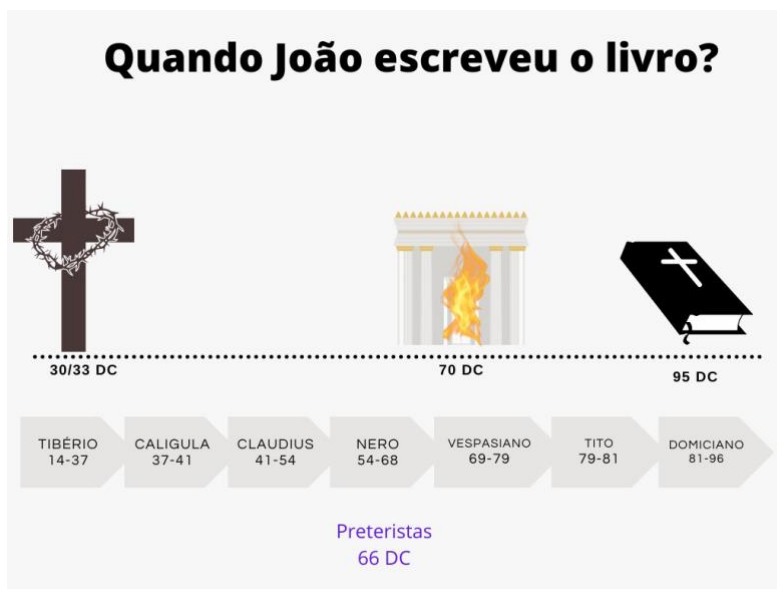 Quando João escreveu o livro?
30/33 DC
70 DC
95 DC
TIBÉRIO
14-37
CALIGULA
37-41
CLAUDIUS
41-54
NERO
54-68
VESPASIANO
69-79
TITO
79-81
DOMICIANO
81-96
Preteristas
66 DC